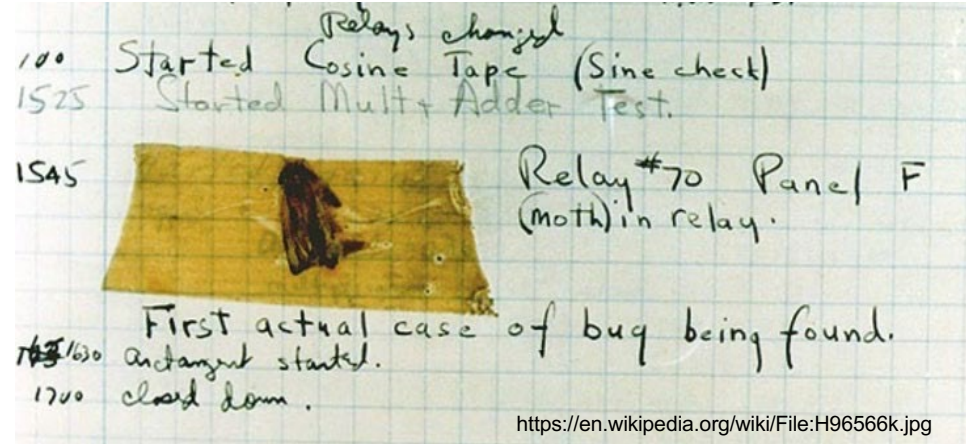 Relays changed
1100 Started Cosine Tape (Sine check)
1525 Started Mult+ Adder Test.
1545 Relay #70 Panel F
(moth) in relay.
First actual case of bug being found.
1630 arctangent started.
1700 closed down.
https://en.wikipedia.org/wiki/File:H96566k.jpg